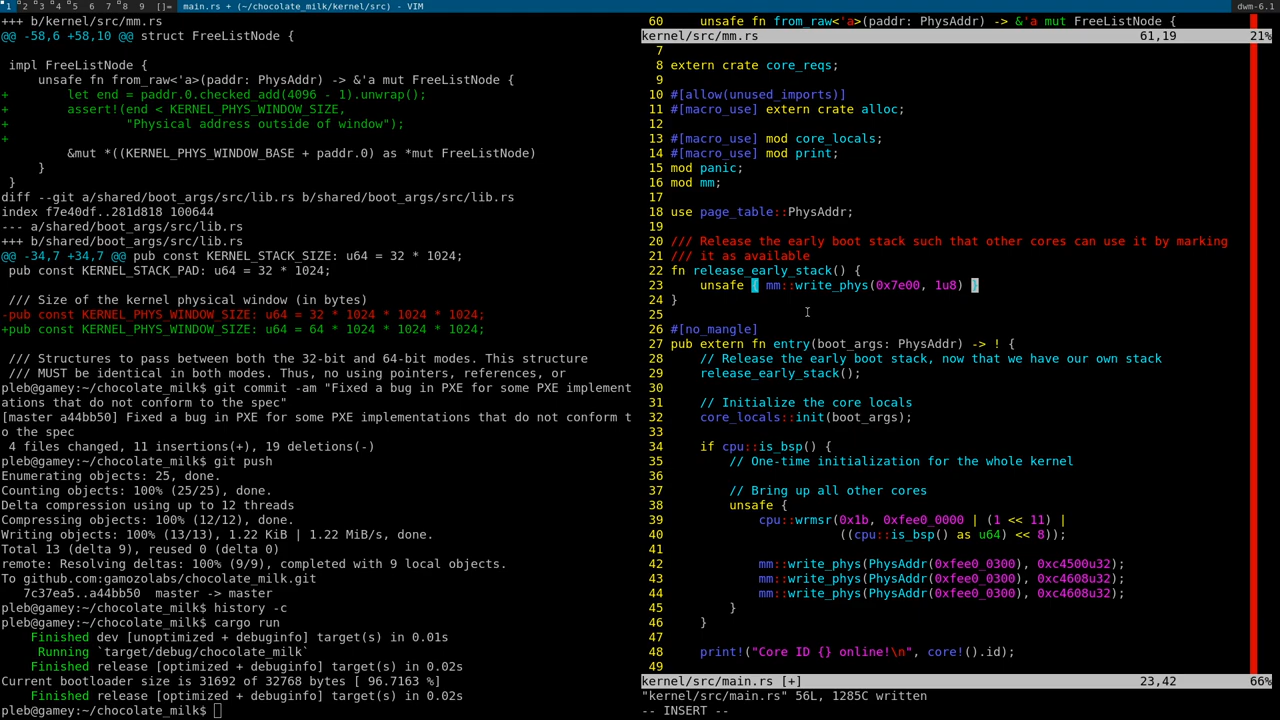 1 2 3 4 5 6 7 8 9 []= main.rs + (~/chocolate_milk/kernel/src) - VIM dwm-6.1
+++ b/kernel/src/mm.rs
@@ -58,6 +58,10 @@ struct FreeListNode {
impl FreeListNode {
unsafe fn from_raw<'a>(paddr: PhysAddr) -> &'a mut FreeListNode {
+ let end = paddr.0.checked_add(4096 - 1).unwrap();
+ assert!(end < KERNEL_PHYS_WINDOW_SIZE,
+ "Physical address outside of window");
+
&mut *((KERNEL_PHYS_WINDOW_BASE + paddr.0) as *mut FreeListNode)
}
}
diff --git a/shared/boot_args/src/lib.rs b/shared/boot_args/src/lib.rs
index f7e40df..281d818 100644
--- a/shared/boot_args/src/lib.rs
+++ b/shared/boot_args/src/lib.rs
@@ -34,7 +34,7 @@ pub const KERNEL_STACK_SIZE: u64 = 32 * 1024;
pub const KERNEL_STACK_PAD: u64 = 32 * 1024;
/// Size of the kernel physical window (in bytes)
-pub const KERNEL_PHYS_WINDOW_SIZE: u64 = 32 * 1024 * 1024 * 1024;
+pub const KERNEL_PHYS_WINDOW_SIZE: u64 = 64 * 1024 * 1024 * 1024;
/// Structures to pass between both the 32-bit and 64-bit modes. This structure
/// MUST be identical in both modes. Thus, no using pointers, references, or
pleb@gamey:~/chocolate_milk$ git commit -am "Fixed a bug in PXE for some PXE implement
ations that do not conform to the spec"
[master a44bb50] Fixed a bug in PXE for some PXE implementations that do not conform t
o the spec
4 files changed, 11 insertions(+), 19 deletions(-)
pleb@gamey:~/chocolate_milk$ git push
Enumerating objects: 25, done.
Counting objects: 100% (25/25), done.
Delta compression using up to 12 threads
Compressing objects: 100% (12/12), done.
Writing objects: 100% (13/13), 1.22 KiB | 1.22 MiB/s, done.
Total 13 (delta 9), reused 0 (delta 0)
remote: Resolving deltas: 100% (9/9), completed with 9 local objects.
To github.com:gamozolabs/chocolate_milk.git
7c37ea5..a44bb50 master -> master
pleb@gamey:~/chocolate_milk$ history -c
pleb@gamey:~/chocolate_milk$ cargo run
Finished dev [unoptimized + debuginfo] target(s) in 0.01s
Running `target/debug/chocolate_milk`
Finished release [optimized + debuginfo] target(s) in 0.02s
Current bootloader size is 31692 of 32768 bytes [ 96.7163 %]
Finished release [optimized + debuginfo] target(s) in 0.02s
pleb@gamey:~/chocolate_milk$
60 unsafe fn from_raw<'a>(paddr: PhysAddr) -> &'a mut FreeListNode {
kernel/src/mm.rs 61,19 21%
7
8 extern crate core_reqs;
9
10 #[allow(unused_imports)]
11 #[macro_use] extern crate alloc;
12
13 #[macro_use] mod core_locals;
14 #[macro_use] mod print;
15 mod panic;
16 mod mm;
17
18 use page_table::PhysAddr;
19
20 /// Release the early boot stack such that other cores can use it by marking
21 /// it as available
22 fn release_early_stack() {
23 unsafe { mm::write_phys(0x7e00, 1u8) }
24 }
25
26 #[no_mangle]
27 pub extern fn entry(boot_args: PhysAddr) -> ! {
28 // Release the early boot stack, now that we have our own stack
29 release_early_stack();
30
31 // Initialize the core locals
32 core_locals::init(boot_args);
33
34 if cpu::is_bsp() {
35 // One-time initialization for the whole kernel
36
37 // Bring up all other cores
38 unsafe {
39 cpu::wrmsr(0x1b, 0xfee0_0000 | (1 << 11) |
40 ((cpu::is_bsp() as u64) << 8));
41
42 mm::write_phys(PhysAddr(0xfee0_0300), 0xc4500u32);
43 mm::write_phys(PhysAddr(0xfee0_0300), 0xc4608u32);
44 mm::write_phys(PhysAddr(0xfee0_0300), 0xc4608u32);
45 }
46 }
47
48 print!("Core ID {} online!\n", core!().id);
49
kernel/src/main.rs [+] 23,42 66%
"kernel/src/main.rs" 56L, 1285C written
-- INSERT --